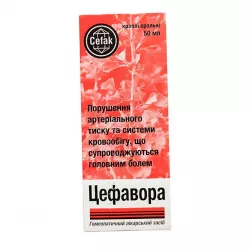 Cefak
краплі оральні
50 мл
Порушення
артеріального
тиску та системи
кровообігу, що
супроводжуються
головним болем
Цефавора
Гомеопатичний лікарський засіб